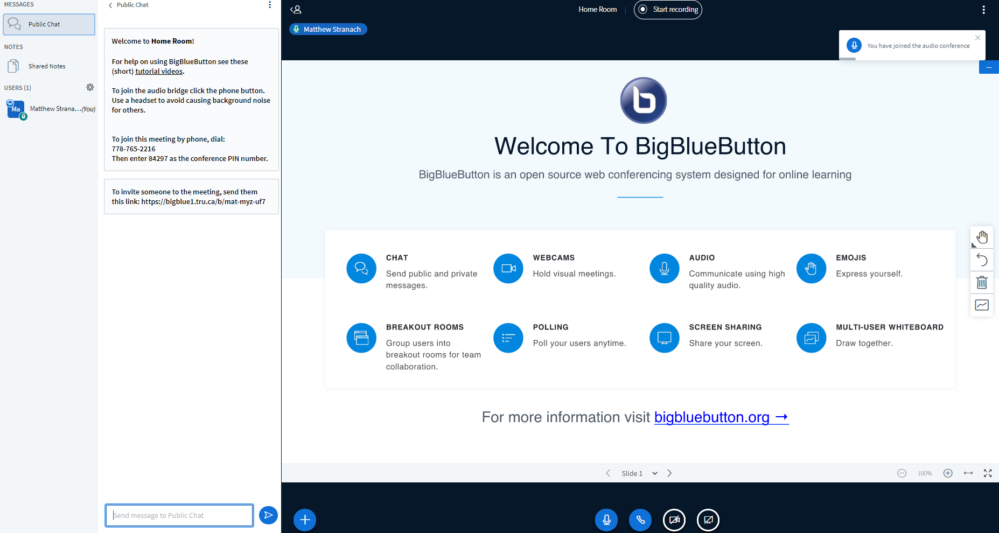 MESSAGES
Public Chat
NOTES
Shared Notes
USERS (1)
Ma
Matthew Strana...(You)
Public Chat
Welcome to Home Room!
For help on using BigBlueButton see these
(short) tutorial videos.
To join the audio bridge click the phone button.
Use a headset to avoid causing background noise
for others.
To join this meeting by phone, dial:
778-765-2216
Then enter 84297 as the conference PIN number.
To invite someone to the meeting, send them
this link: https://bigblue1.tru.ca/b/mat-myz-uf7
Send message to Public Chat
Home Room
Start recording
Matthew Stranach
You have joined the audio conference
b
Welcome To BigBlueButton
BigBlueButton is an open source web conferencing system designed for online learning
CHAT
Send public and private
messages.
WEBCAMS
Hold visual meetings.
AUDIO
Communicate using high
quality audio.
EMOJIS
Express yourself.
BREAKOUT ROOMS
Group users into
breakout rooms for team
collaboration.
POLLING
Poll your users anytime.
SCREEN SHARING
Share your screen.
MULTI-USER WHITEBOARD
Draw together.
For more information visit bigbluebutton.org →
Slide 1
100%